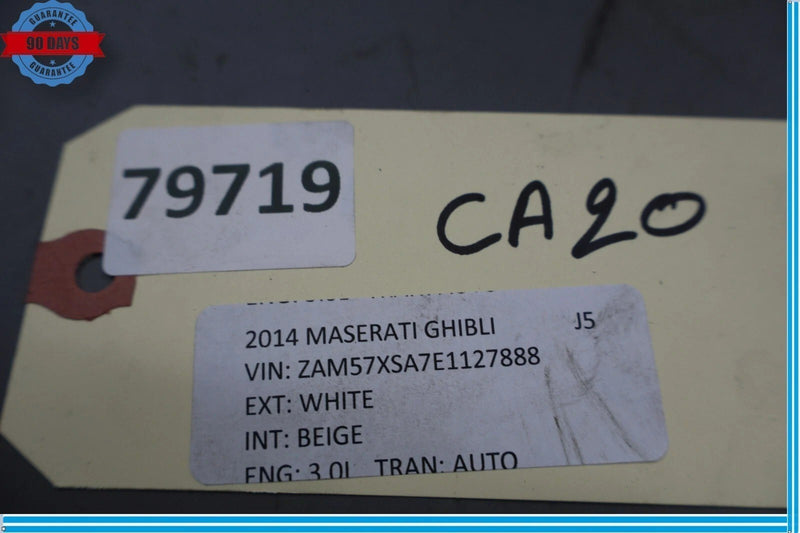 GUARANTEE
90 DAYS
GUARANTEE
79719
CA20
2014 MASERATI GHIBLI J5
VIN: ZAM57XSA7E1127888
EXT: WHITE
INT: BEIGE
ENG: 3.0L TRAN: AUTO